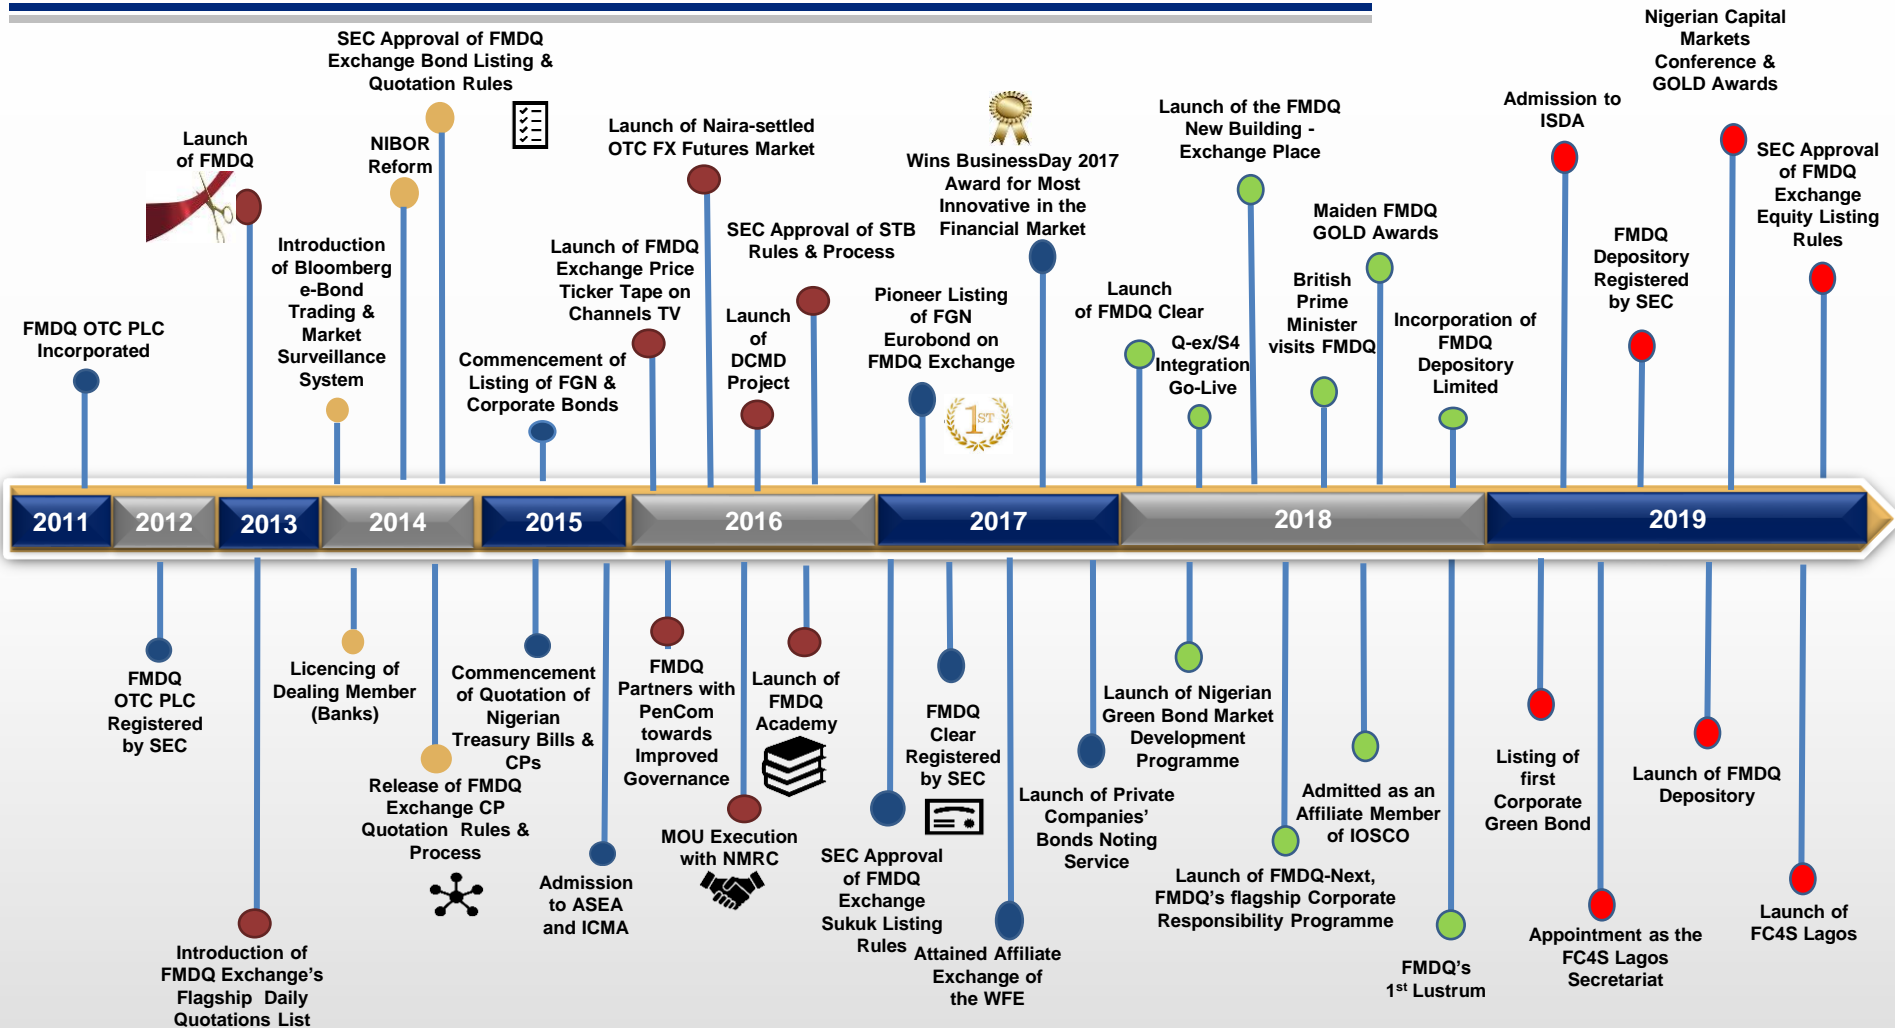 Nigerian Capital
Markets
Conference &
GOLD Awards
SEC Approval of FMDQ
Exchange Bond Listing &
Quotation Rules
Launch
of FMDQ
NIBOR
Reform
Launch of Naira-settled
OTC FX Futures Market
Wins BusinessDay 2017
Award for Most
Innovative in the
Financial Market
Launch of the FMDQ
New Building -
Exchange Place
Admission to
ISDA
SEC Approval
of FMDQ
Exchange
Equity Listing
Rules
FMDQ OTC PLC
Incorporated
Introduction
of Bloomberg
e-Bond
Trading &
Market
Surveillance
System
Commencement of
Listing of FGN &
Corporate Bonds
Launch of FMDQ
Exchange Price
Ticker Tape on
Channels TV
Launch
of
DCMD
Project
SEC Approval of STB
Rules & Process
Pioneer Listing
of FGN
Eurobond on
FMDQ Exchange
1ST
Launch
of FMDQ Clear
Q-ex/S4
Integration
Go-Live
British
Prime
Minister
visits FMDQ
Maiden FMDQ
GOLD Awards
Incorporation of
FMDQ
Depository
Limited
FMDQ
Depository
Registered
by SEC
2011
2012
2013
2014
2015
2016
2017
2018
2019
FMDQ
OTC PLC
Registered
by SEC
Introduction of
FMDQ Exchange's
Flagship Daily
Quotations List
Licencing of
Dealing Member
(Banks)
Release of FMDQ
Exchange CP
Quotation Rules &
Process
Commencement
of Quotation of
Nigerian
Treasury Bills &
CPs
Admission
to ASEA
and ICMA
FMDQ
Partners with
PenCom
towards
Improved
Governance
MOU Execution
with NMRC
Launch of
FMDQ
Academy
SEC Approval
of FMDQ
Exchange
Sukuk Listing
Rules
FMDQ
Clear
Registered
by SEC
Attained Affiliate
Exchange of
the WFE
Launch of Private
Companies'
Bonds Noting
Service
Launch of Nigerian
Green Bond Market
Development
Programme
Launch of FMDQ-Next,
FMDQ's flagship Corporate
Responsibility Programme
Admitted as an
Affiliate Member
of IOSCO
FMDQ's
1st Lustrum
Listing of
first
Corporate
Green Bond
Appointment as the
FC4S Lagos
Secretariat
Launch of FMDQ
Depository
Launch of
FC4S Lagos